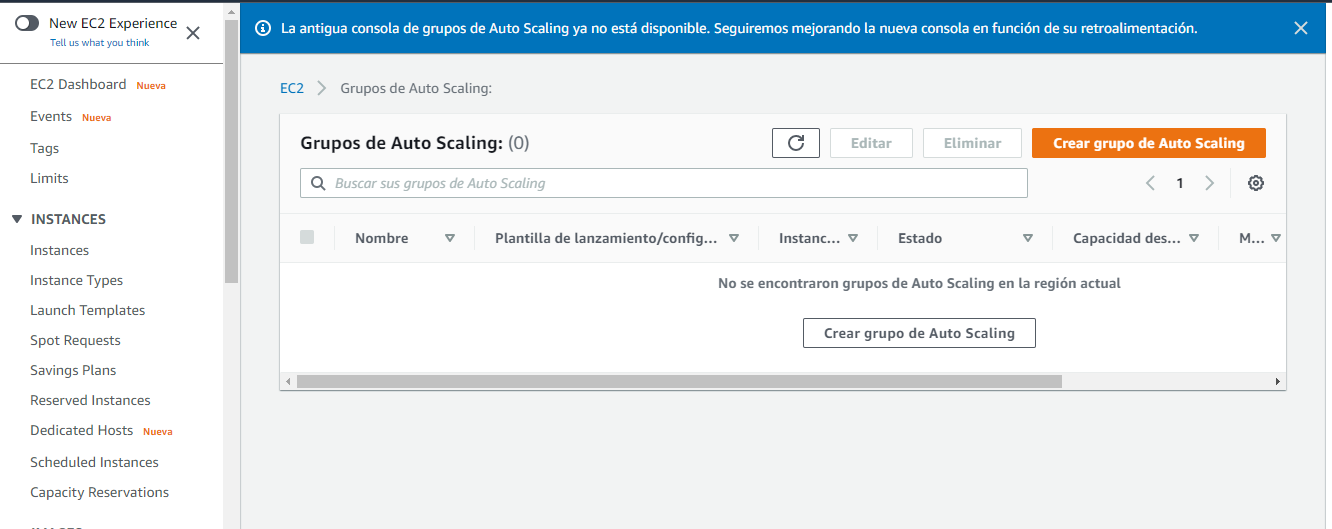 New EC2 Experience
Tell us what you think
EC2 Dashboard Nueva
Events Nueva
Tags
Limits
INSTANCES
Instances
Instance Types
Launch Templates
Spot Requests
Savings Plans
Reserved Instances
Dedicated Hosts Nueva
Scheduled Instances
Capacity Reservations
La antigua consola de grupos de Auto Scaling ya no está disponible. Seguiremos mejorando la nueva consola en función de su retroalimentación.
EC2 Grupos de Auto Scaling:
Grupos de Auto Scaling: (0) Editar Eliminar Crear grupo de Auto Scaling
Buscar sus grupos de Auto Scaling 1
Nombre Plantilla de lanzamiento/config... Instanc... Estado Capacidad des... M...
No se encontraron grupos de Auto Scaling en la región actual
Crear grupo de Auto Scaling